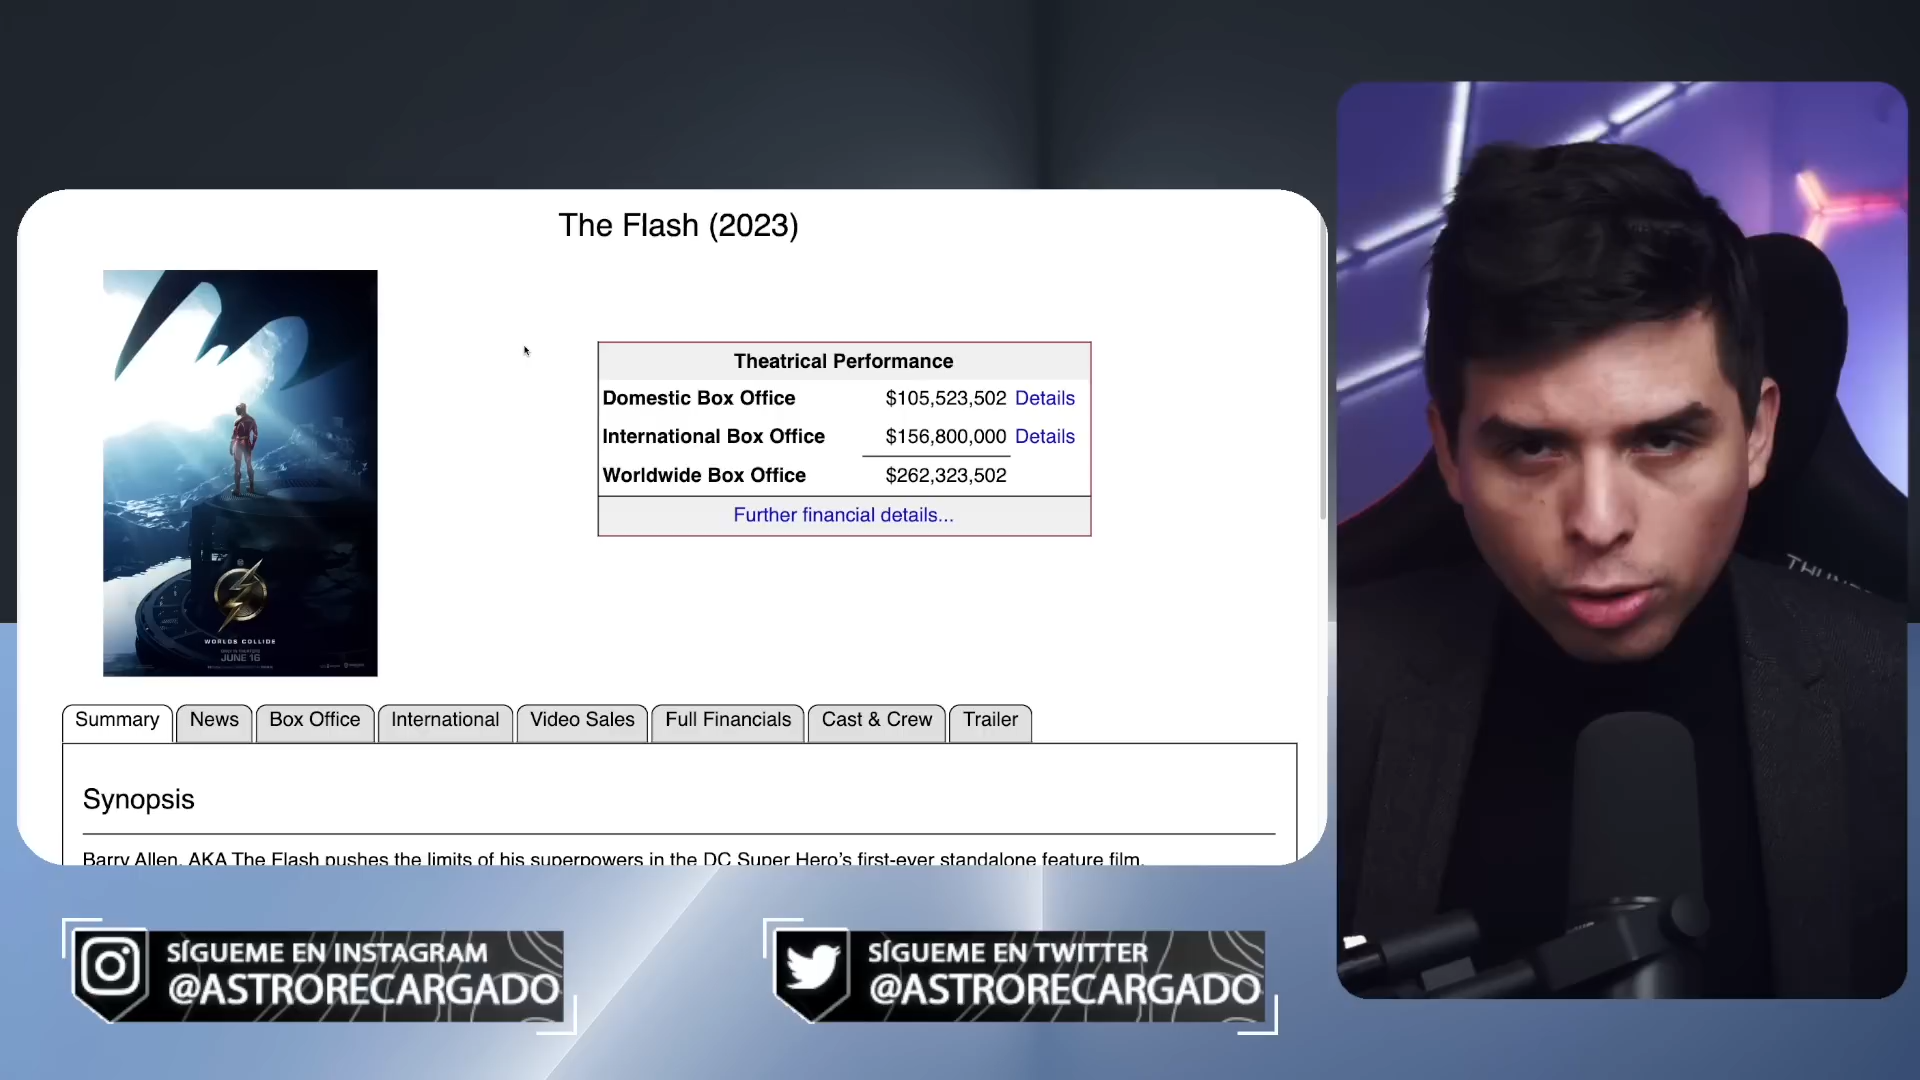 The Flash (2023)
WORLDS COLLIDE
JUNE 16
Theatrical Performance
Domestic Box Office $105,523,502 Details
International Box Office $156,800,000 Details
Worldwide Box Office $262,323,502
Further financial details...
Summary News Box Office International Video Sales Full Financials Cast & Crew Trailer
Synopsis
Barry Allen, AKA The Flash pushes the limits of his superpowers in the DC Super Hero's first-ever standalone feature film.
SÍGUEME EN INSTAGRAM
@ASTRORECARGADO
SÍGUEME EN TWITTER
@ASTRORECARGADO